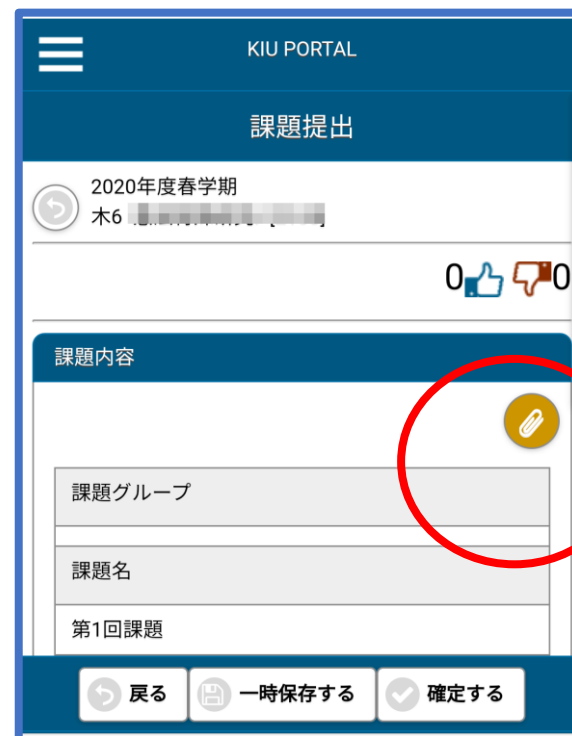 KIU PORTAL
課題提出
2020年度春学期
木6
0 0
課題内容
課題グループ
課題名
第1回課題
戻る 一時保存する 確定する